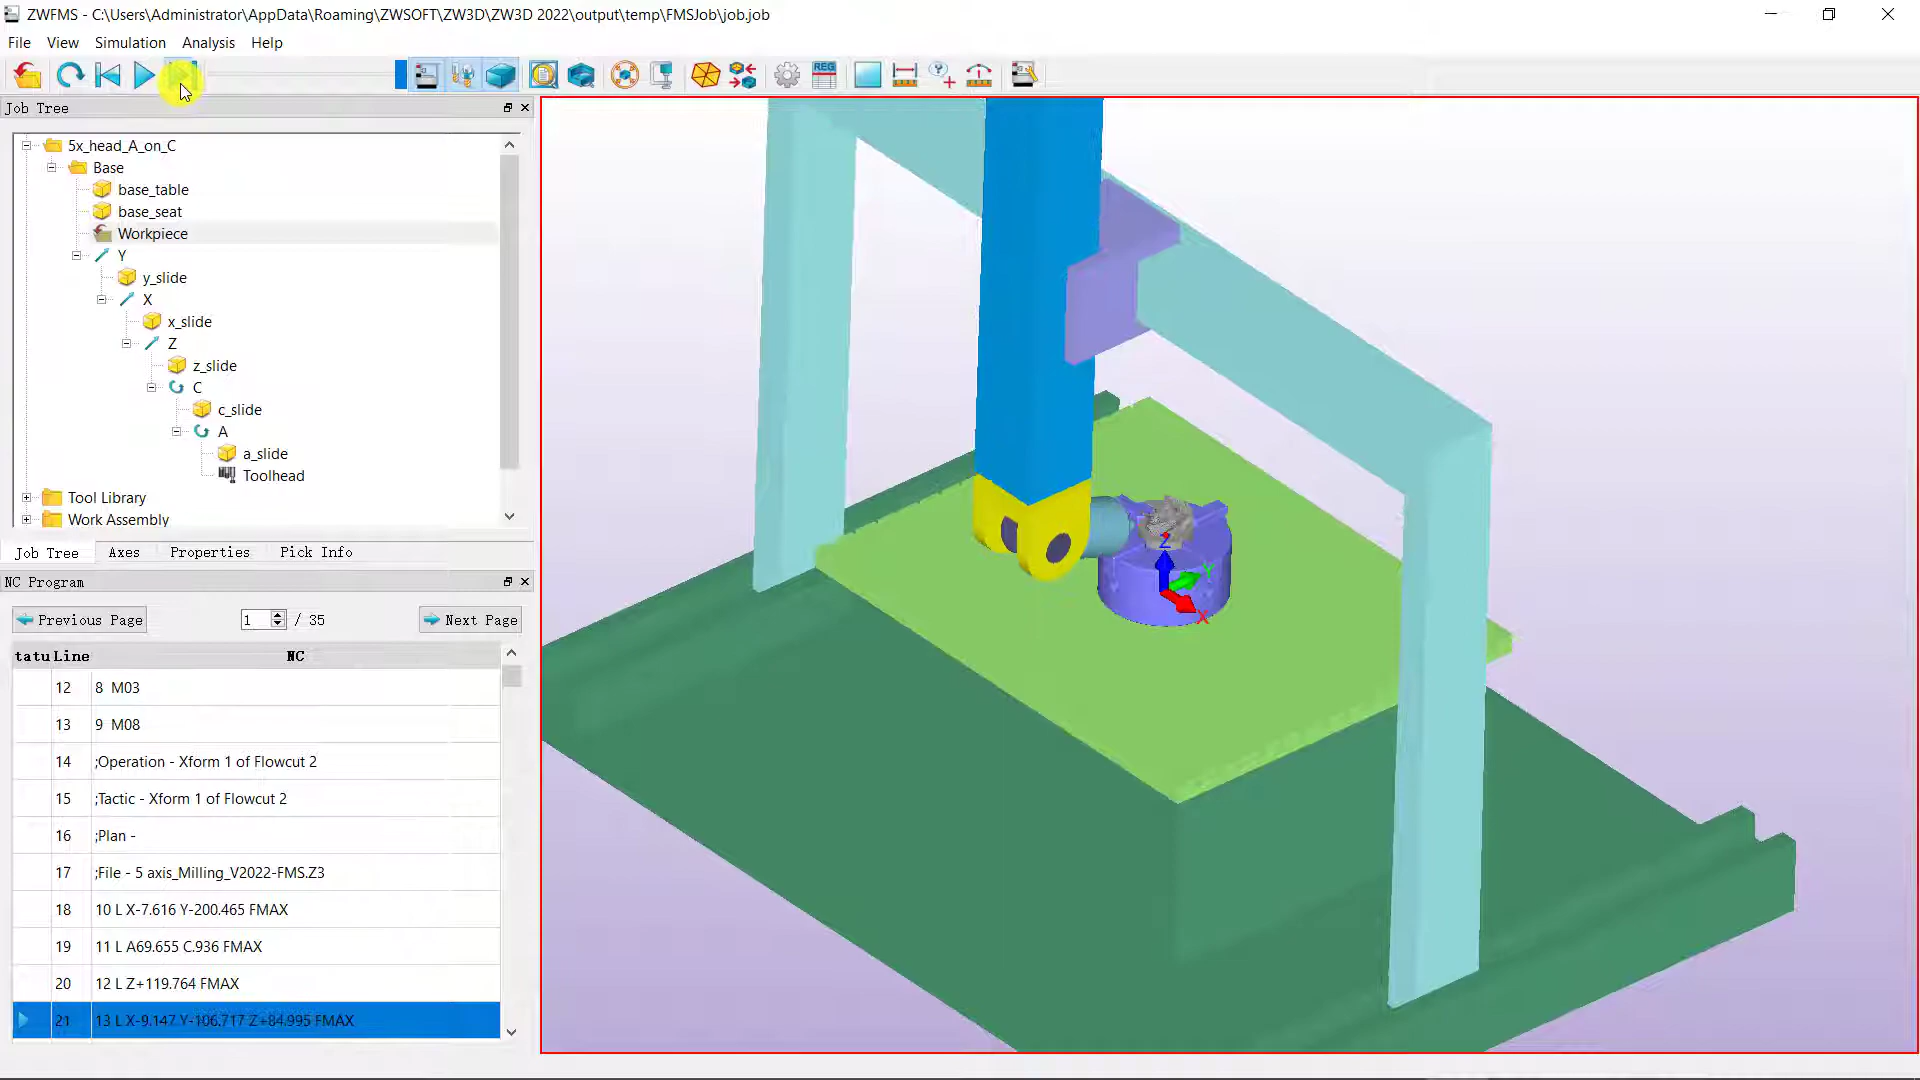 ZWFMS - C:\Users\Administrator\AppData\Roaming\ZWSOFT\ZW3D\ZW3D 2022\output\temp\FMSJob\job.job
File View Simulation Analysis Help
REG
Job Tree
5x_head_A_on_C
Base
base_table
base_seat
Workpiece
Y
y_slide
X
x_slide
Z
z_slide
C
c_slide
A
a_slide
Toolhead
Tool Library
Work Assembly
Job Tree Axes Properties Pick Info
NC Program
Previous Page 1 / 35 Next Page
tatu Line NC
12 8 M03
13 9 M08
14 ;Operation - Xform 1 of Flowcut 2
15 ;Tactic - Xform 1 of Flowcut 2
16 ;Plan -
17 ;File - 5 axis_Milling_V2022-FMS.Z3
18 10 L X-7.616 Y-200.465 FMAX
19 11 L A69.655 C.936 FMAX
20 12 L Z+119.764 FMAX
21 13 L X-9.147 Y-106.717 Z+84.995 FMAX
Z
Y
X